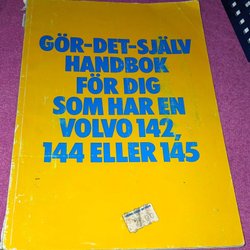 GÖR-DET-SJÄLV
HANDBOK
FÖR DIG
SOM HAR EN
VOLVO 142,
144 ELLER 145